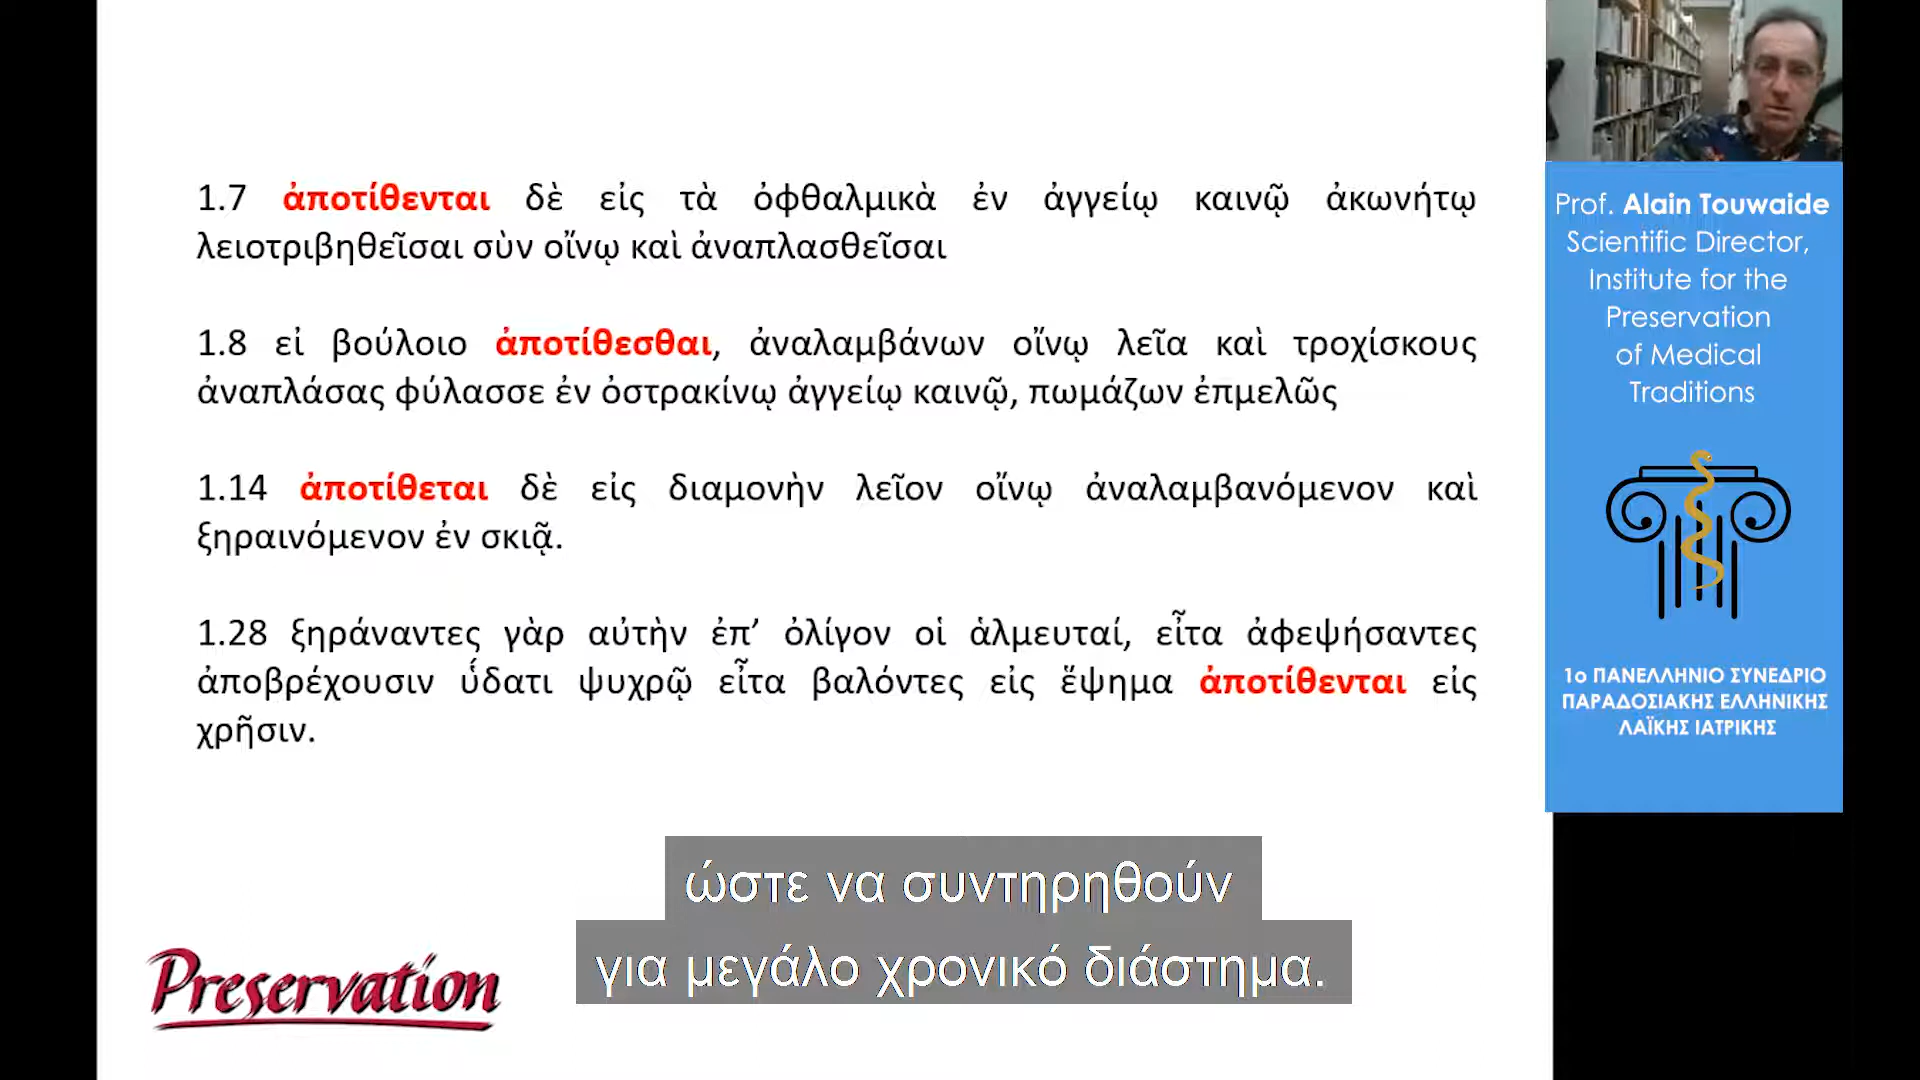 1.7 ἀποτίθενται δὲ εἰς τὰ ὀφθαλμικὰ ἐν ἀγγείῳ καινῷ ἀκωνήτῳ
λειοτριβηθεῖσαι σὺν οἴνῳ καὶ ἀναπλασθεῖσαι
1.8 εἰ βούλοιο ἀποτίθεσθαι, ἀναλαμβάνων οἴνῳ λεῖα καὶ τροχίσκους
ἀναπλάσας φύλασσε ἐν ὀστρακίνῳ ἀγγείῳ καινῷ, πωμάζων ἐπμελῶς
1.14 ἀποτίθεται δὲ εἰς διαμονὴν λεῖον οἴνῳ ἀναλαμβανόμενον καὶ
ξηραινόμενον ἐν σκιᾷ.
1.28 ξηράναντες γὰρ αὐτὴν ἐπ’ ὀλίγον οἱ ἁλμευταί, εἶτα ἀφεψήσαντες
ἀποβρέχουσιν ὕδατι ψυχρῷ εἶτα βαλόντες εἰς ἕψημα ἀποτίθενται εἰς
χρῆσιν.
Preservation
ώστε να συντηρηθούν
για μεγάλο χρονικό διάστημα.
Prof. Alain Touwaide
Scientific Director,
Institute for the
Preservation
of Medical
Traditions
1ο ΠΑΝΕΛΛΗΝΙΟ ΣΥΝΕΔΡΙΟ
ΠΑΡΑΔΟΣΙΑΚΗΣ ΕΛΛΗΝΙΚΗΣ
ΛΑΪΚΗΣ ΙΑΤΡΙΚΗΣ